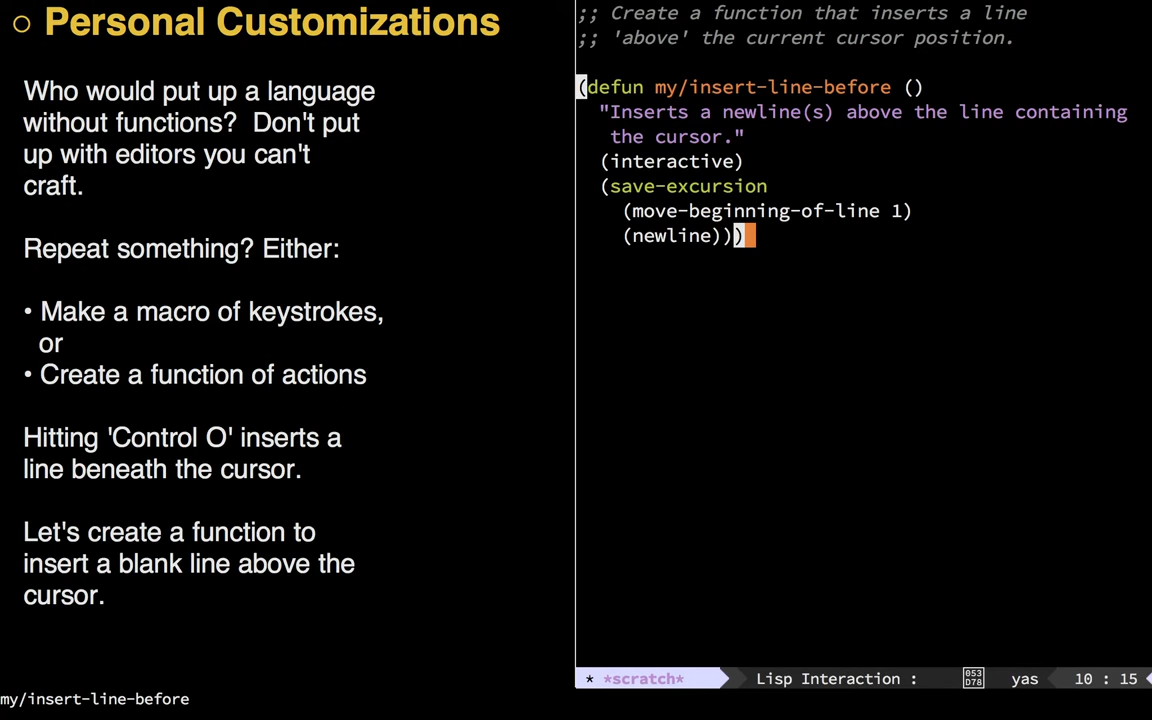 ○ Personal Customizations
Who would put up a language
without functions?  Don't put
up with editors you can't
craft.
Repeat something? Either:
• Make a macro of keystrokes,
or
• Create a function of actions
Hitting 'Control O' inserts a
line beneath the cursor.
Let's create a function to
insert a blank line above the
cursor.
my/insert-line-before
;; Create a function that inserts a line
;; 'above' the current cursor position.
(defun my/insert-line-before ()
  "Inserts a newline(s) above the line containing
   the cursor."
  (interactive)
  (save-excursion
    (move-beginning-of-line 1)
    (newline)))
* *scratch* Lisp Interaction : 053 D78 yas 10 : 15